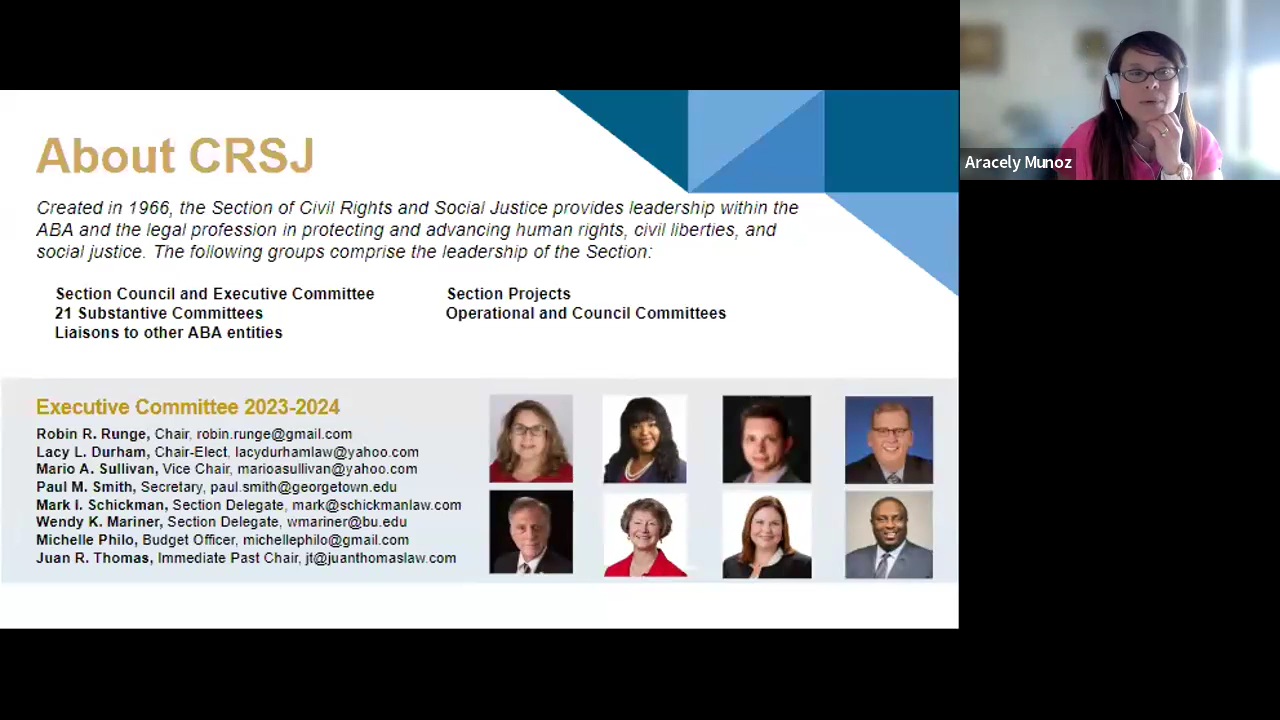 About CRSJ
Created in 1966, the Section of Civil Rights and Social Justice provides leadership within the
ABA and the legal profession in protecting and advancing human rights, civil liberties, and
social justice. The following groups comprise the leadership of the Section:
Section Council and Executive Committee
21 Substantive Committees
Liaisons to other ABA entities
Section Projects
Operational and Council Committees
Executive Committee 2023-2024
Robin R. Runge, Chair, robin.runge@gmail.com
Lacy L. Durham, Chair-Elect, lacydurhamlaw@yahoo.com
Mario A. Sullivan, Vice Chair, marioasullivan@yahoo.com
Paul M. Smith, Secretary, paul.smith@georgetown.edu
Mark I. Schickman, Section Delegate, mark@schickmanlaw.com
Wendy K. Mariner, Section Delegate, wmariner@bu.edu
Michelle Philo, Budget Officer, michellephilo@gmail.com
Juan R. Thomas, Immediate Past Chair, jt@juanthomaslaw.com
Aracely Munoz